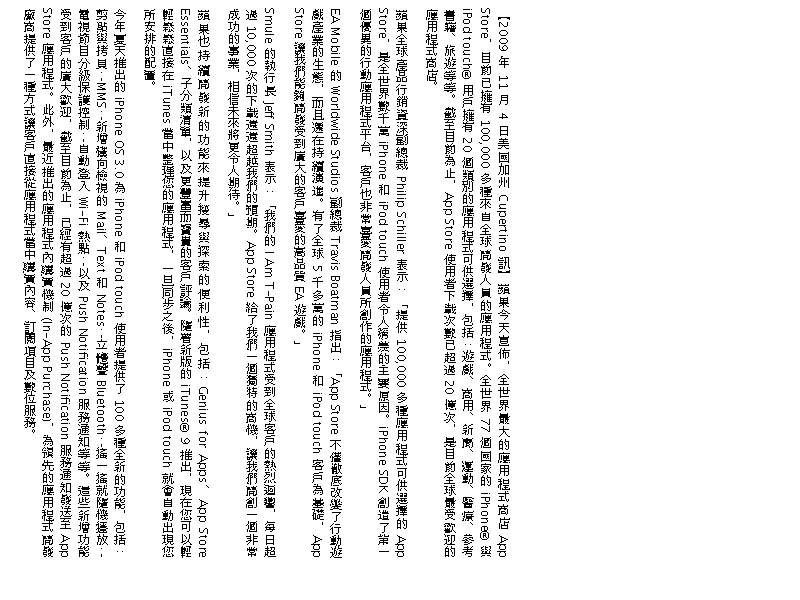 【2009 年 11 月 4 日美國加州 Cupertino 訊】蘋果今天宣佈，全世界最大的應用程式商店 App
Store，目前已擁有 100,000 多種來自全球開發人員的應用程式。全世界 77 個國家的 iPhone® 與
iPod touch® 用戶擁有 20 個類別的應用程式可供選擇，包括：遊戲、商用、新聞、運動、醫療、參考
書籍、旅遊等等。截至目前為止，App Store 使用者下載次數已超過 20 億次，是目前全球最受歡迎的
應用程式商店。
蘋果全球產品行銷資深副總裁 Philip Schiller 表示：「提供 100,000 多種應用程式可供選擇的 App
Store，是全世界數千萬 iPhone 和 iPod touch 使用者令人稱羨的主要原因。iPhone SDK 創造了第一
個優異的行動應用程式平台，客戶也非常喜愛開發人員所創作的應用程式。」
EA Mobile 的 Worldwide Studios 副總裁 Travis Boatman 指出：「App Store 不僅徹底改變了行動遊
戲產業的生態，而且還在持續演進。有了全球 5 千多萬的 iPhone 和 iPod touch 客戶為基礎，App
Store 讓我們能夠開發受到廣大的客戶喜愛的高品質 EA 遊戲。」
Smule 的執行長 Jeff Smith 表示：「我們的 I Am T-Pain 應用程式受到全球客戶的熱烈迴響，每日超
過 10,000 次的下載遠遠超越我們的預期。App Store 給了我們一個獨特的商機，讓我們開創一個非常
成功的事業，相信未來將更令人期待。」
蘋果也持續開發新的功能來提升搜尋與探索的便利性，包括：Genius for Apps、App Store
Essentials、子分類清單，以及更豐富而寶貴的客戶評論。隨著新版的 iTunes® 9 推出，現在您可以輕
輕鬆鬆直接在 iTunes 當中整理您的應用程式，一旦同步之後，iPhone 或 iPod touch 就會自動出現您
所安排的配置。
今年夏天推出的 iPhone OS 3.0 為 iPhone 和 iPod touch 使用者提供了 100 多種全新的功能，包括：
剪貼與拷貝；MMS；新增橫向檢視的 Mail、Text 和 Notes；立體聲 Bluetooth；搖一搖就隨機播放；
電視節目分級保護控制；自動登入 Wi-Fi 熱點；以及 Push Notification 服務通知等等。這些新增功能
受到客戶的廣大歡迎，截至目前為止，已經有超過 20 億次的 Push Notification 服務通知發送至 App
Store 應用程式。此外，最近推出的應用程式內購買機制 (In-App Purchase)，為領先的應用程式開發
廠商提供了一種方式讓客戶直接從應用程式當中購買內容、訂閱項目及數位服務。